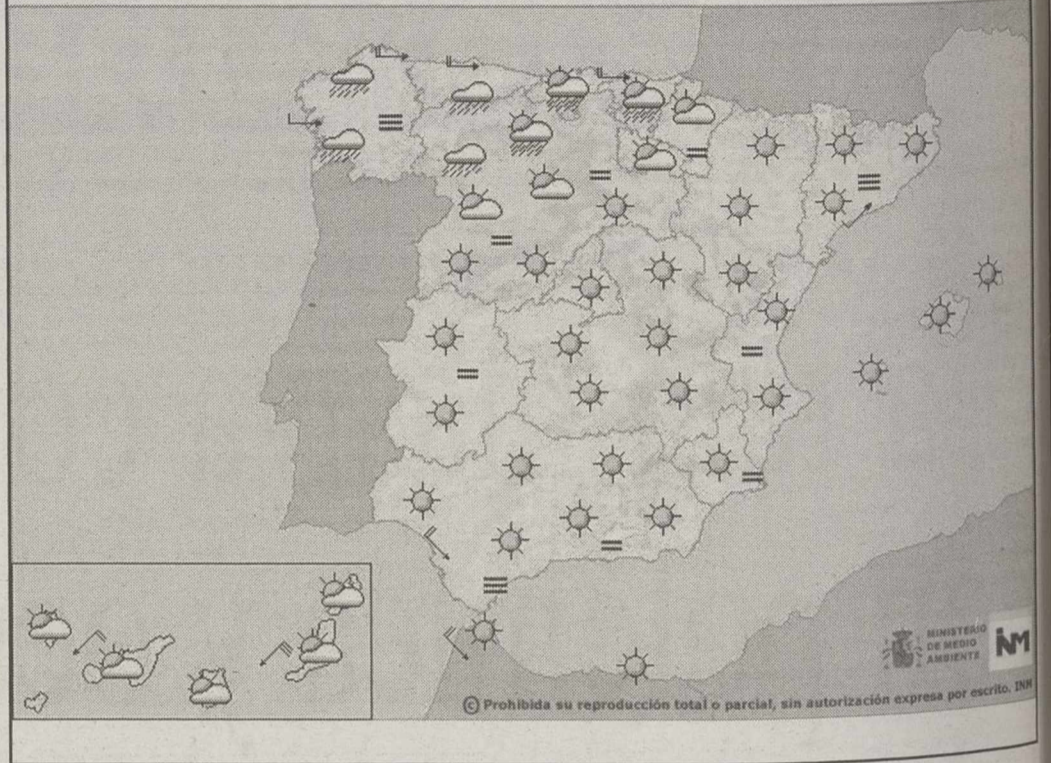 MINISTERIO
DE MEDIO
AMBIENTE
INM
© Prohibida su reproducción total o parcial, sin autorización expresa por escrito. INM